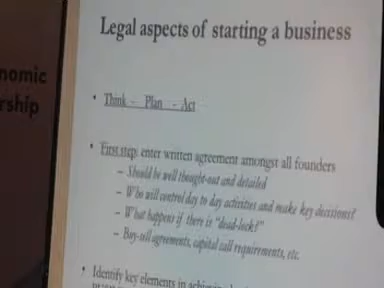 Legal aspects of starting a business
nomic
rship
• Think - Plan - Act
• First step: enter written agreement amongst all founders
– Should be well thought-out and detailed
– Who will control day to day activities and make key decisions?
– What happens if there is "dead-lock?"
– Buy-sell agreements, capital call requirements, etc.
• Identify key elements in